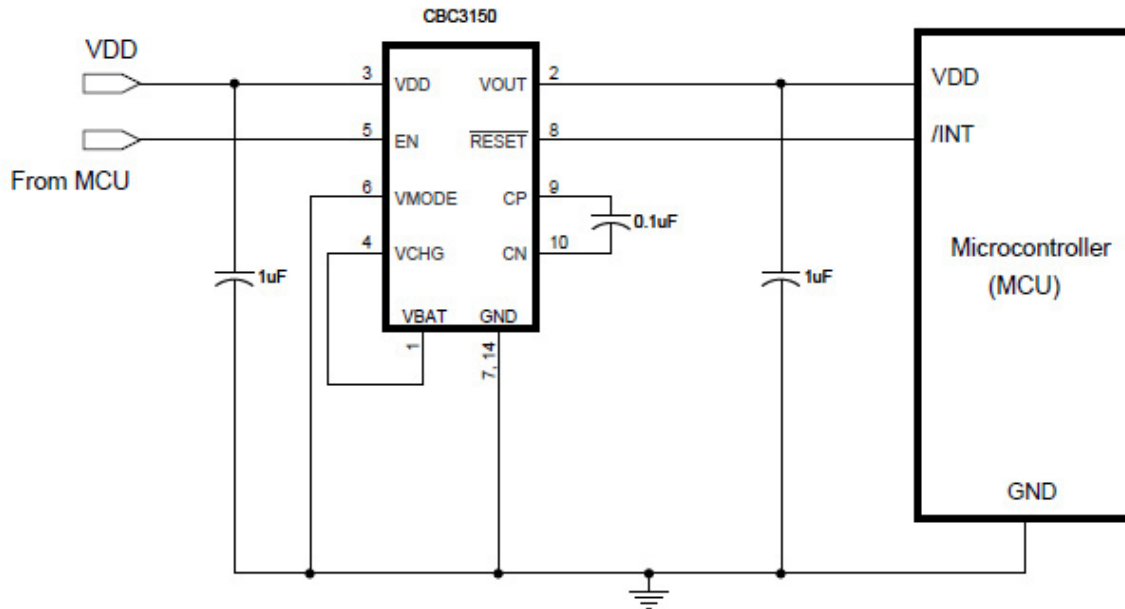 CBC3150
VDD
From MCU
3
VDD
VOUT
2
5
EN
RESET
8
6
VMODE
CP
9
4
VCHG
CN
10
VBAT
GND
1
7, 14
1uF
0.1uF
1uF
VDD
/INT
Microcontroller
(MCU)
GND